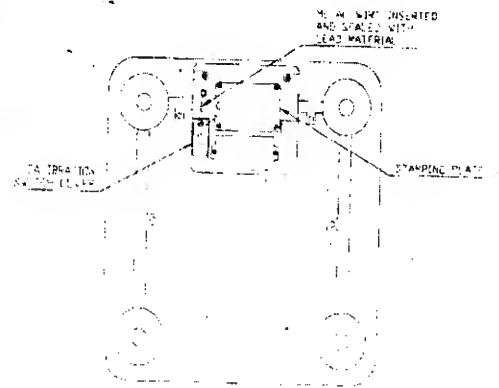 METAL WIRE INSERTED
AND SEALED WITH
LEAD MATERIAL
CALIBRATION
SWITCH COVER
STAMPING PLATE